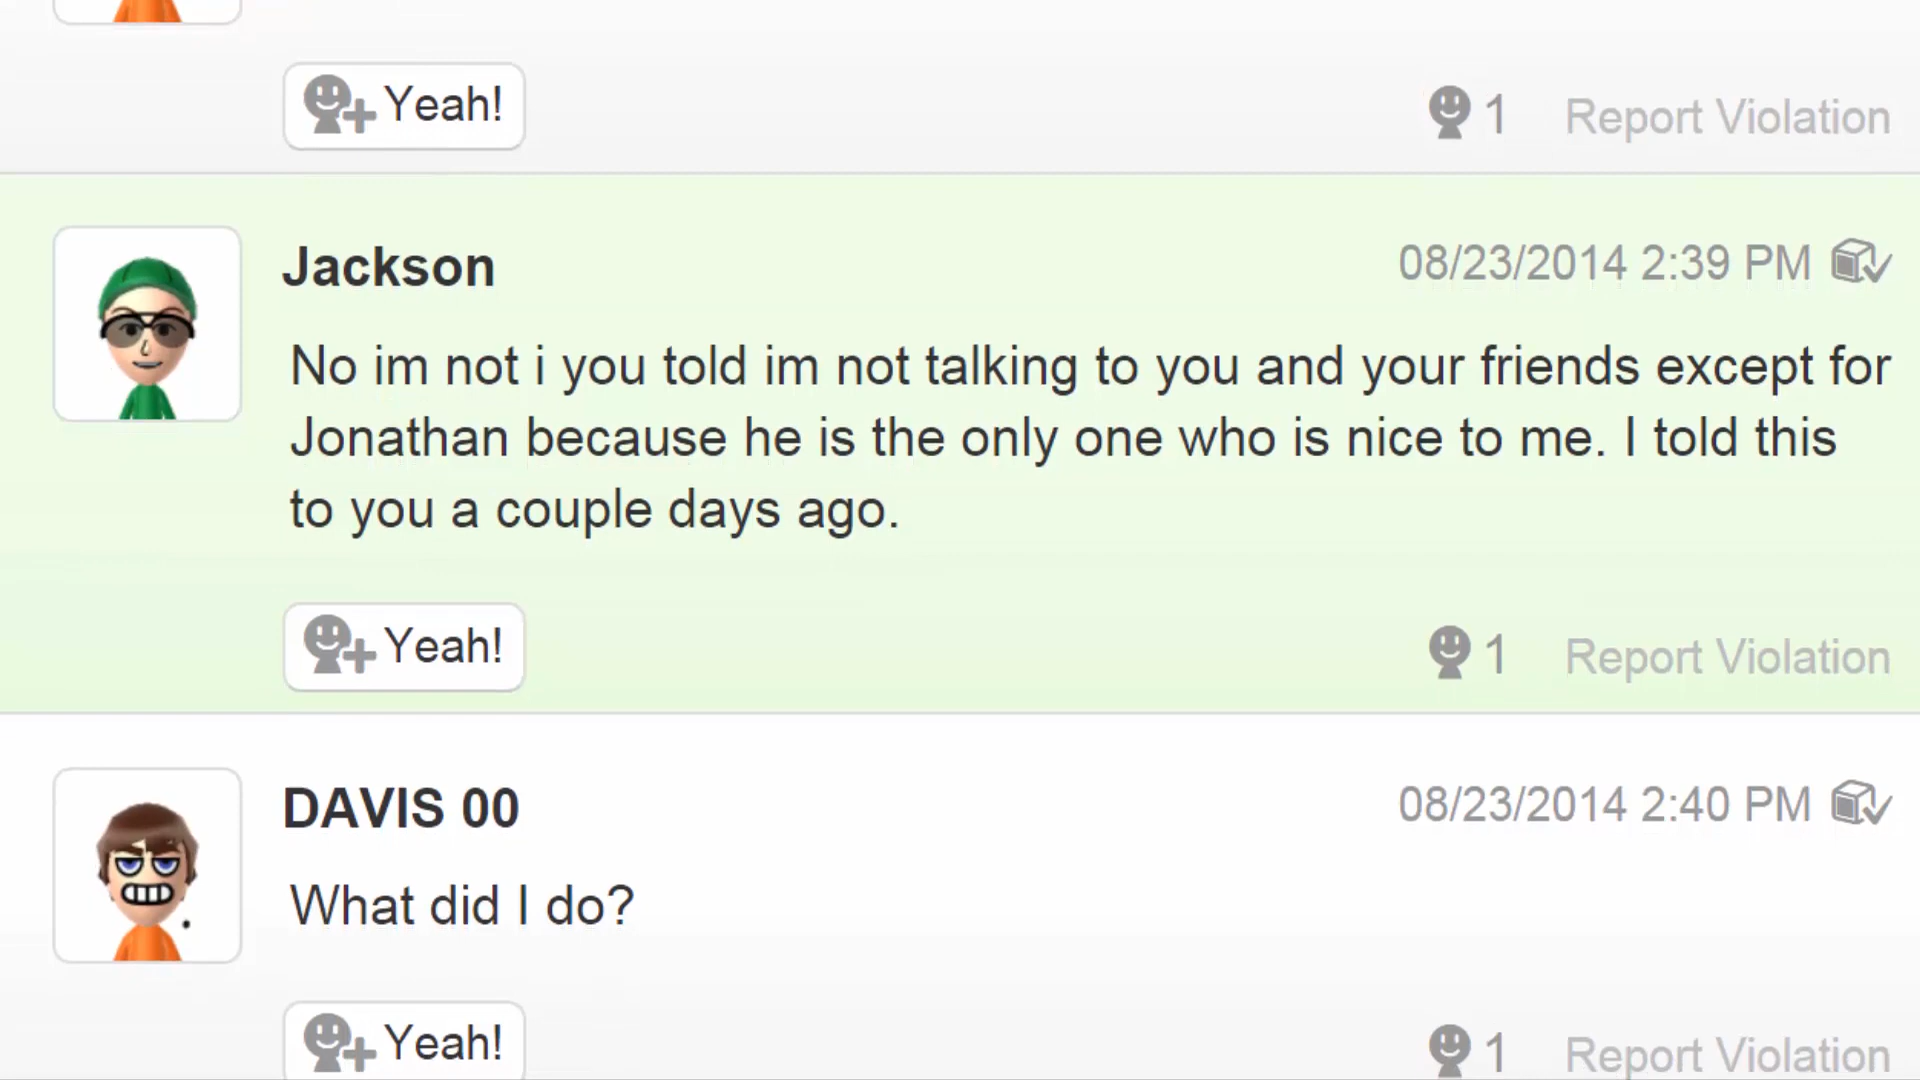 Yeah!
1 Report Violation
Jackson
08/23/2014 2:39 PM
No im not i you told im not talking to you and your friends except for
Jonathan because he is the only one who is nice to me. I told this
to you a couple days ago.
Yeah!
1 Report Violation
DAVIS 00
08/23/2014 2:40 PM
What did I do?
Yeah!
1 Report Violation